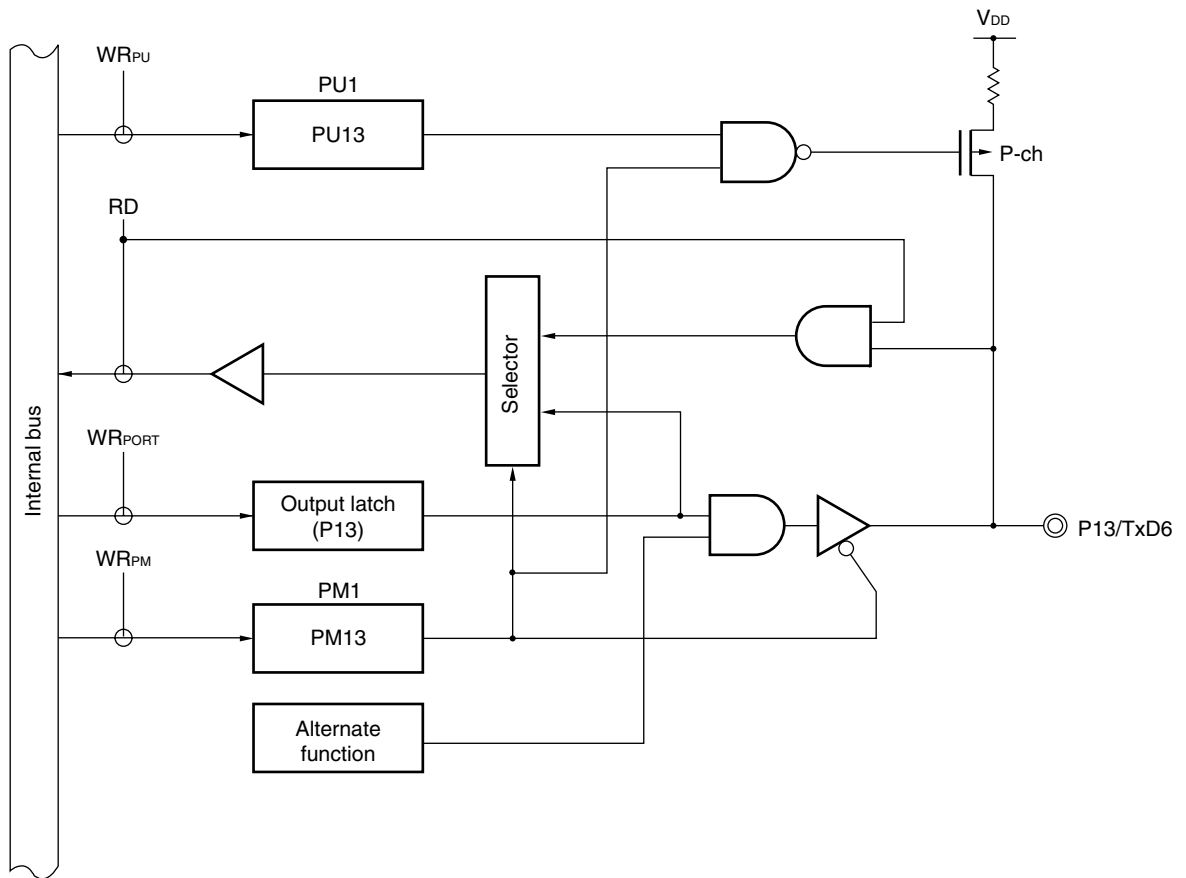 VDD
WRPU
PU1
PU13
P-ch
RD
Selector
Internal bus
WRPORT
Output latch
(P13)
P13/TxD6
WRPM
PM1
PM13
Alternate
function